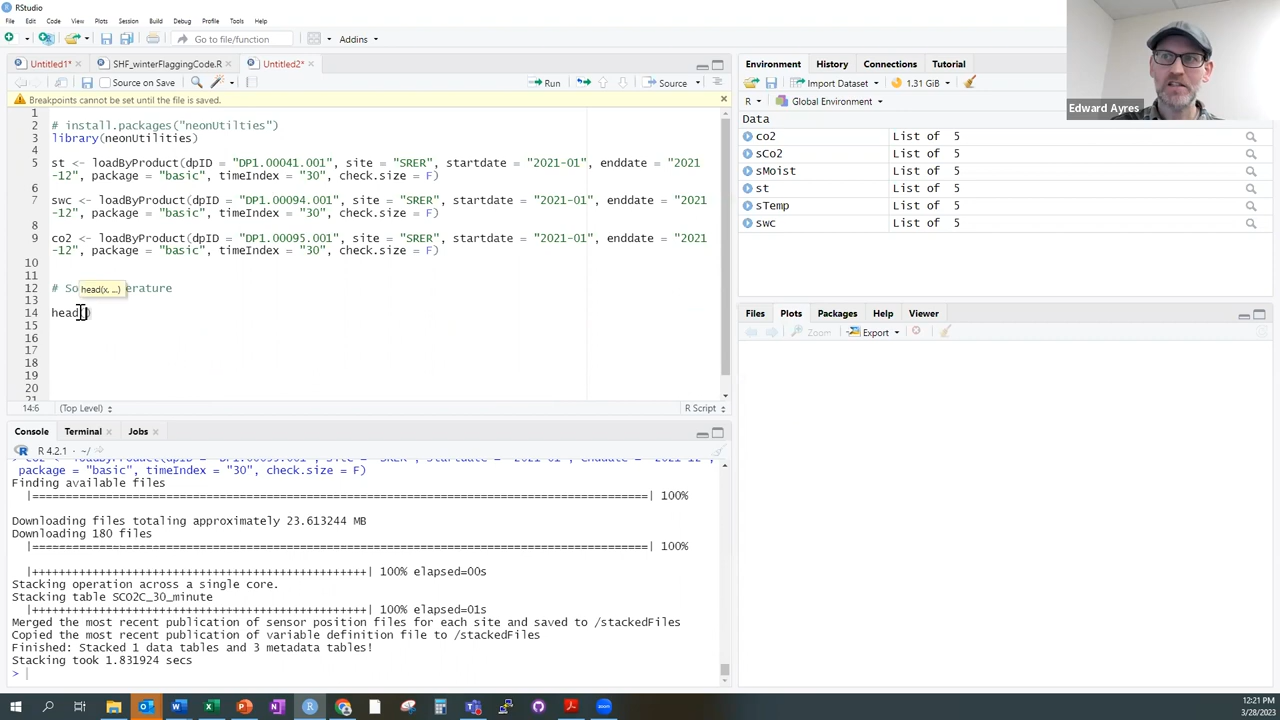 RStudio
File Edit Code View Plots Session Build Debug Profile Tools Help
Go to file/function Addins
Untitled1* SHF_winterFlaggingCode.R Untitled2*
Source on Save Run Source
Breakpoints cannot be set until the file is saved.
1
2 # install.packages("neonUtilties")
3 library(neonUtilities)
4
5 st <- loadByProduct(dpID = "DP1.00041.001", site = "SRER", startdate = "2021-01", enddate = "2021
-12", package = "basic", timeIndex = "30", check.size = F)
6
7 swc <- loadByProduct(dpID = "DP1.00094.001", site = "SRER", startdate = "2021-01", enddate = "2021
-12", package = "basic", timeIndex = "30", check.size = F)
8
9 co2 <- loadByProduct(dpID = "DP1.00095.001", site = "SRER", startdate = "2021-01", enddate = "2021
-12", package = "basic", timeIndex = "30", check.size = F)
10
11
12 # So head(x, ...) erature
13
14 head()
15
16
17
18
19
20
21
14:6 (Top Level) R Script
Console Terminal Jobs
R 4.2.1 · ~/
package = "basic", timeIndex = "30", check.size = F)
Finding available files
|=======================================================================================| 100%
Downloading files totaling approximately 23.613244 MB
Downloading 180 files
|=======================================================================================| 100%
|++++++++++++++++++++++++++++++++++++++++++++++++++| 100% elapsed=00s
Stacking operation across a single core.
Stacking table SCO2C_30_minute
|++++++++++++++++++++++++++++++++++++++++++++++++++| 100% elapsed=01s
Merged the most recent publication of sensor position files for each site and saved to /stackedFiles
Copied the most recent publication of variable definition file to /stackedFiles
Finished: Stacked 1 data tables and 3 metadata tables!
Stacking took 1.831924 secs
>
Environment History Connections Tutorial
Import Dataset 1.31 GiB
R Global Environment
Data
co2 List of 5
sCo2 List of 5
sMoist List of 5
st List of 5
sTemp List of 5
swc List of 5
Files Plots Packages Help Viewer
Zoom Export
Edward Ayres
12:21 PM
3/28/2023